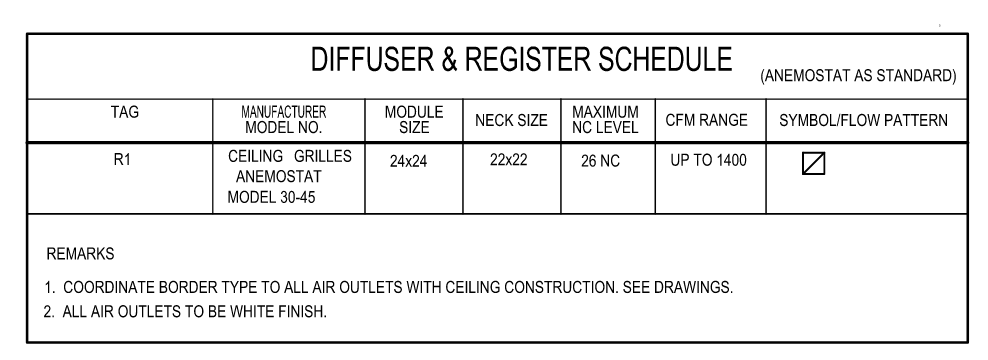 DIFFUSER & REGISTER SCHEDULE (ANEMOSTAT AS STANDARD)
TAG
MANUFACTURER
MODEL NO.
MODULE
SIZE
NECK SIZE
MAXIMUM
NC LEVEL
CFM RANGE
SYMBOL/FLOW PATTERN
R1
CEILING GRILLES
ANEMOSTAT
MODEL 30-45
24x24
22x22
26 NC
UP TO 1400
REMARKS
1. COORDINATE BORDER TYPE TO ALL AIR OUTLETS WITH CEILING CONSTRUCTION. SEE DRAWINGS.
2. ALL AIR OUTLETS TO BE WHITE FINISH.